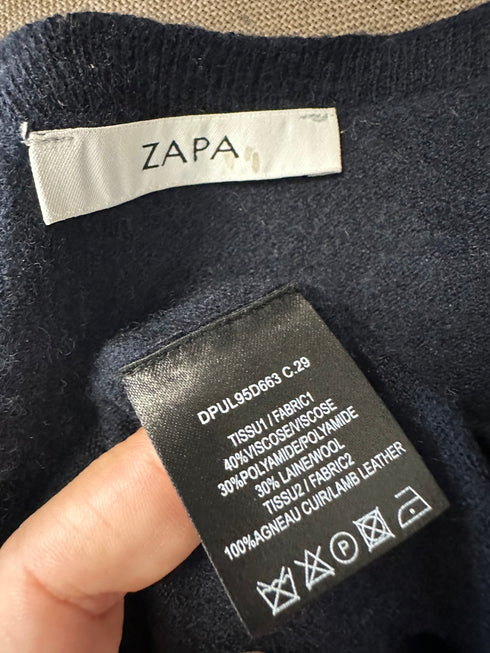 ZAPA
DPUL95D663 C.29
TISSU1 / FABRIC1
40%VISCOSE/VISCOSE
30%POLYAMIDE/POLYAMIDE
30% LAINE/WOOL
TISSU2 / FABRIC2
100%AGNEAU CUIR/LAMB LEATHER
P